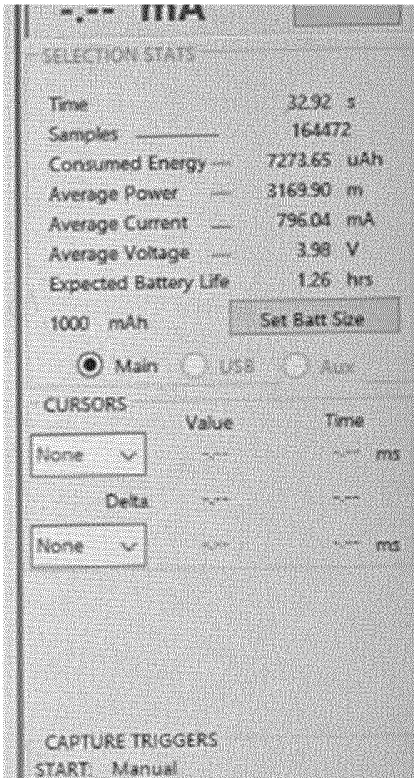 -.-- mA
SELECTION STATS
Time 32.92 s
Samples 164472
Consumed Energy 7273.65 uAh
Average Power 3169.90 m
Average Current 796.04 mA
Average Voltage 3.98 V
Expected Battery Life 1.26 hrs
1000 mAh Set Batt Size
Main USB Aux
CURSORS
Value Time
None -.-- -.-- ms
Delta -.-- -.--
None -.-- -.-- ms
CAPTURE TRIGGERS
START: Manual